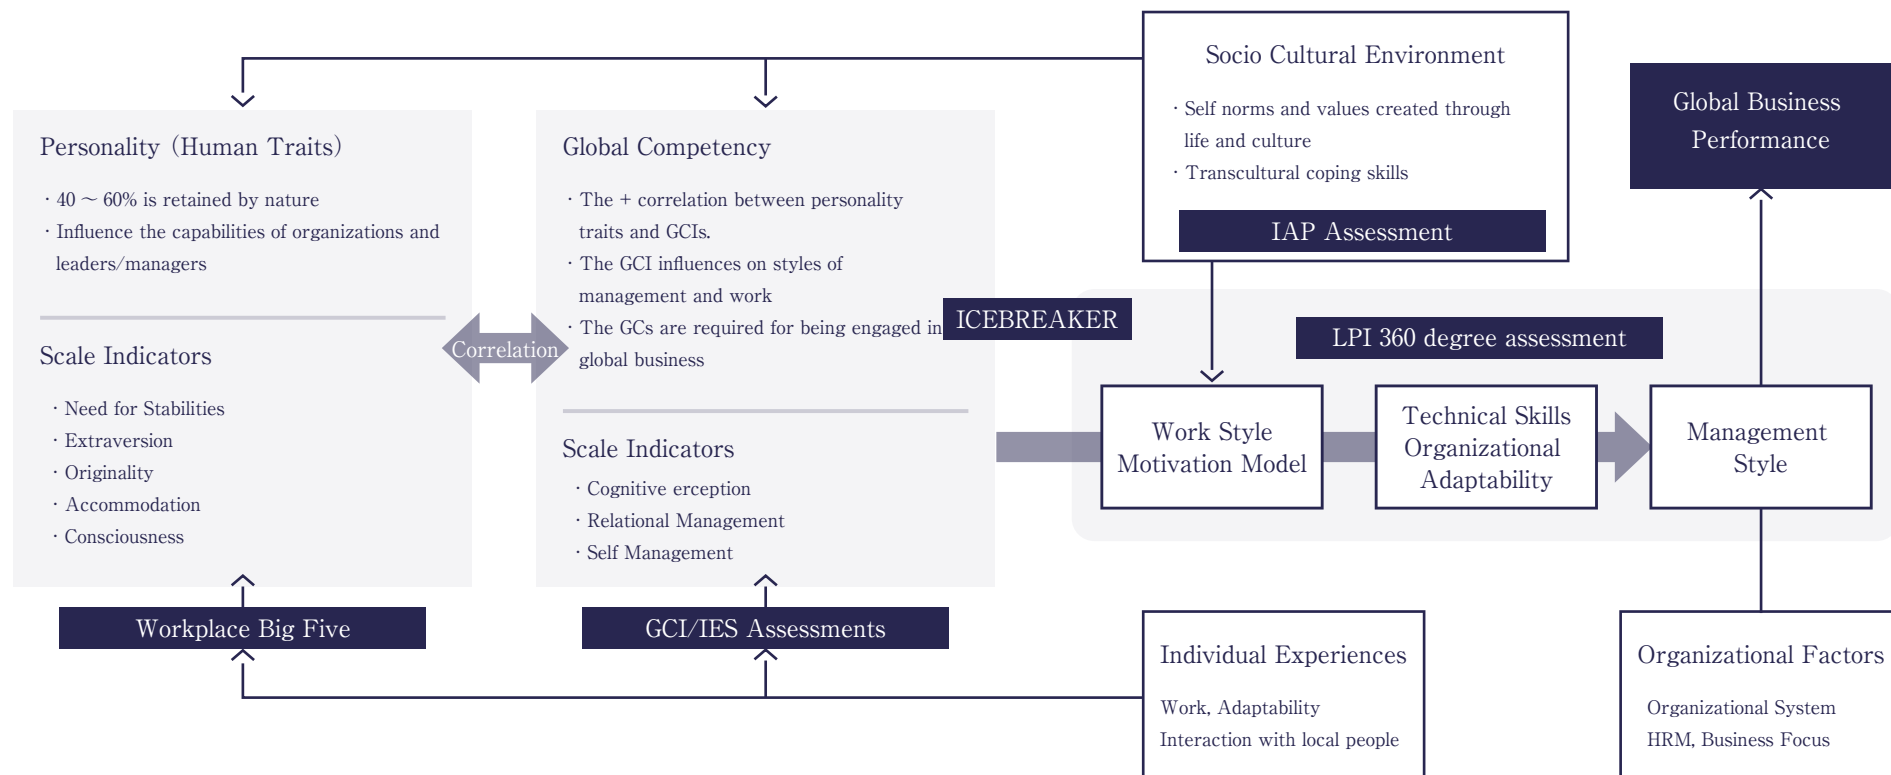 Personality（Human Traits）
· 40 ～ 60% is retained by nature
· Influence the capabilities of organizations and
leaders/managers
Scale Indicators
· Need for Stabilities
· Extraversion
· Originality
· Accommodation
· Consciousness
Workplace Big Five
Correlation
Global Competency
· The + correlation between personality
traits and GCIs.
· The GCI influences on styles of
management and work
· The GCs are required for being engaged in
global business
Scale Indicators
· Cognitive erception
· Relational Management
· Self Management
GCI/IES Assessments
Socio Cultural Environment
· Self norms and values created through
life and culture
· Transcultural coping skills
IAP Assessment
ICEBREAKER
LPI 360 degree assessment
Work Style
Motivation Model
Technical Skills
Organizational
Adaptability
Management
Style
Global Business
Performance
Individual Experiences
Work, Adaptability
Interaction with local people
Organizational Factors
Organizational System
HRM, Business Focus